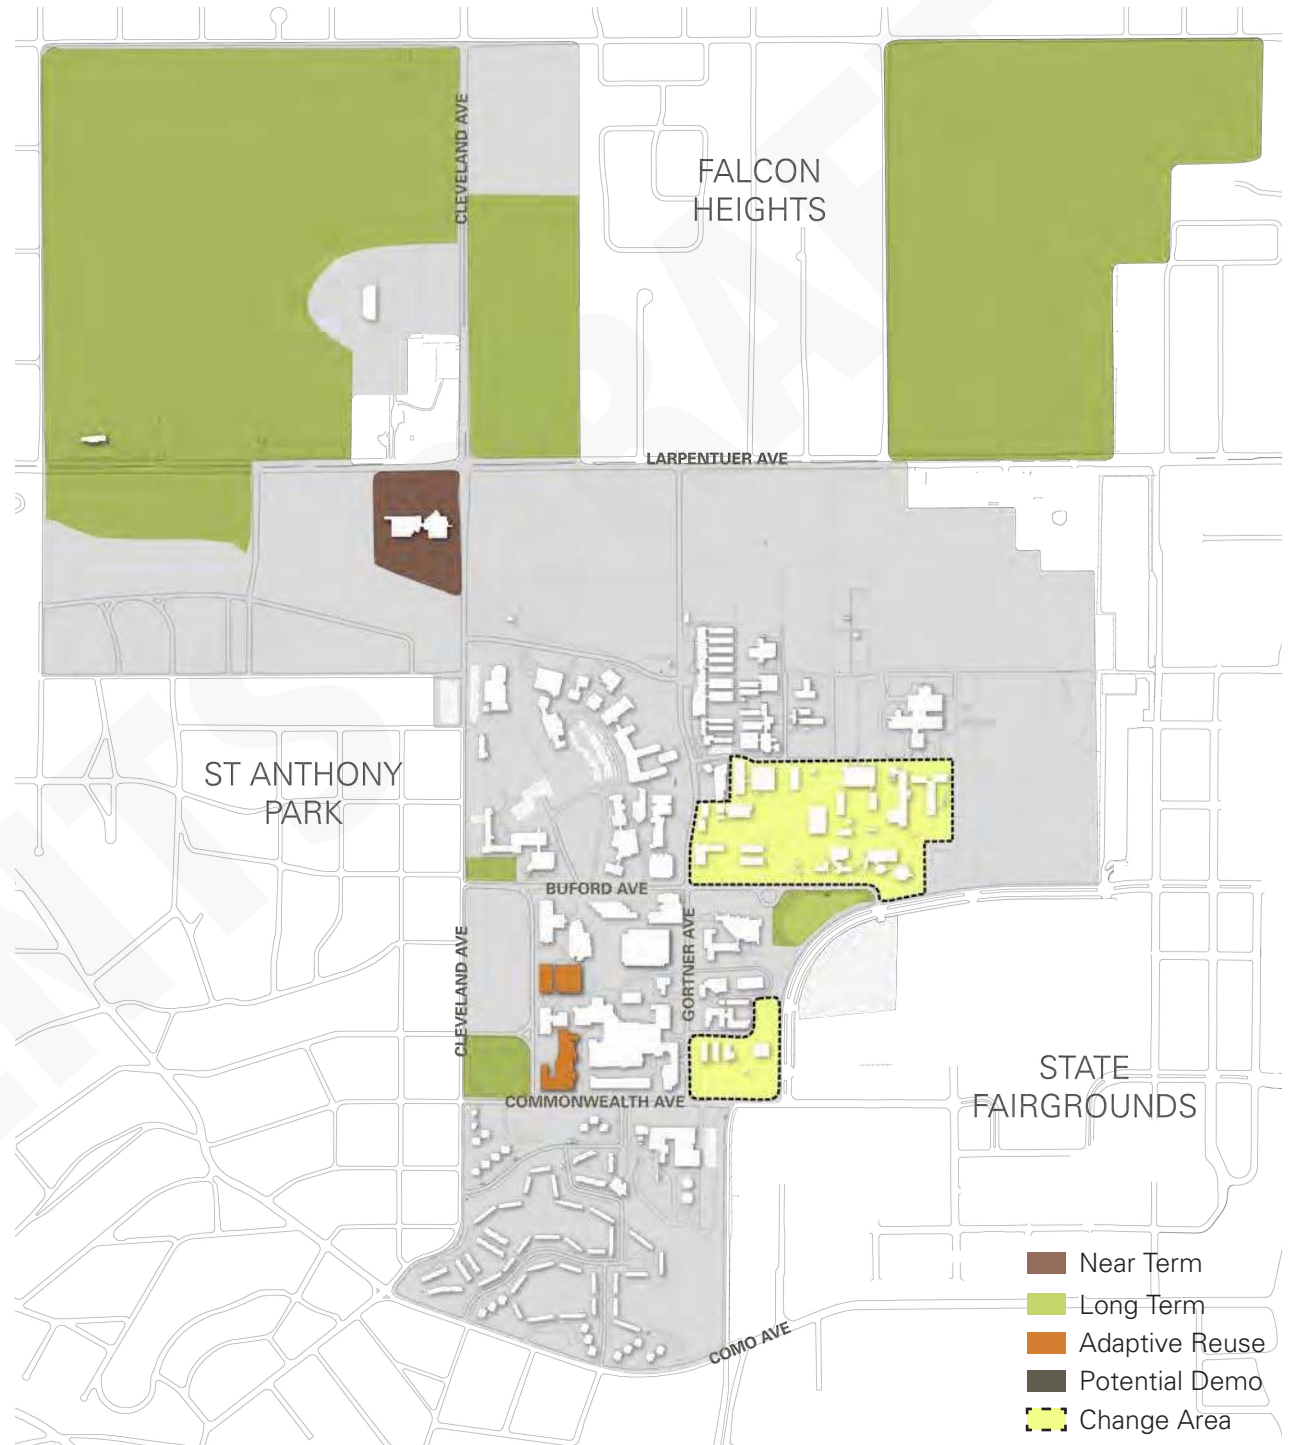 CLEVELAND AVE
FALCON
HEIGHTS
LARPENTUER AVE
ST ANTHONY
PARK
BUFORD AVE
CLEVELAND AVE
GORTNER AVE
STATE
FAIRGROUNDS
COMMONWEALTH AVE
COMO AVE
Near Term
Long Term
Adaptive Reuse
Potential Demo
Change Area